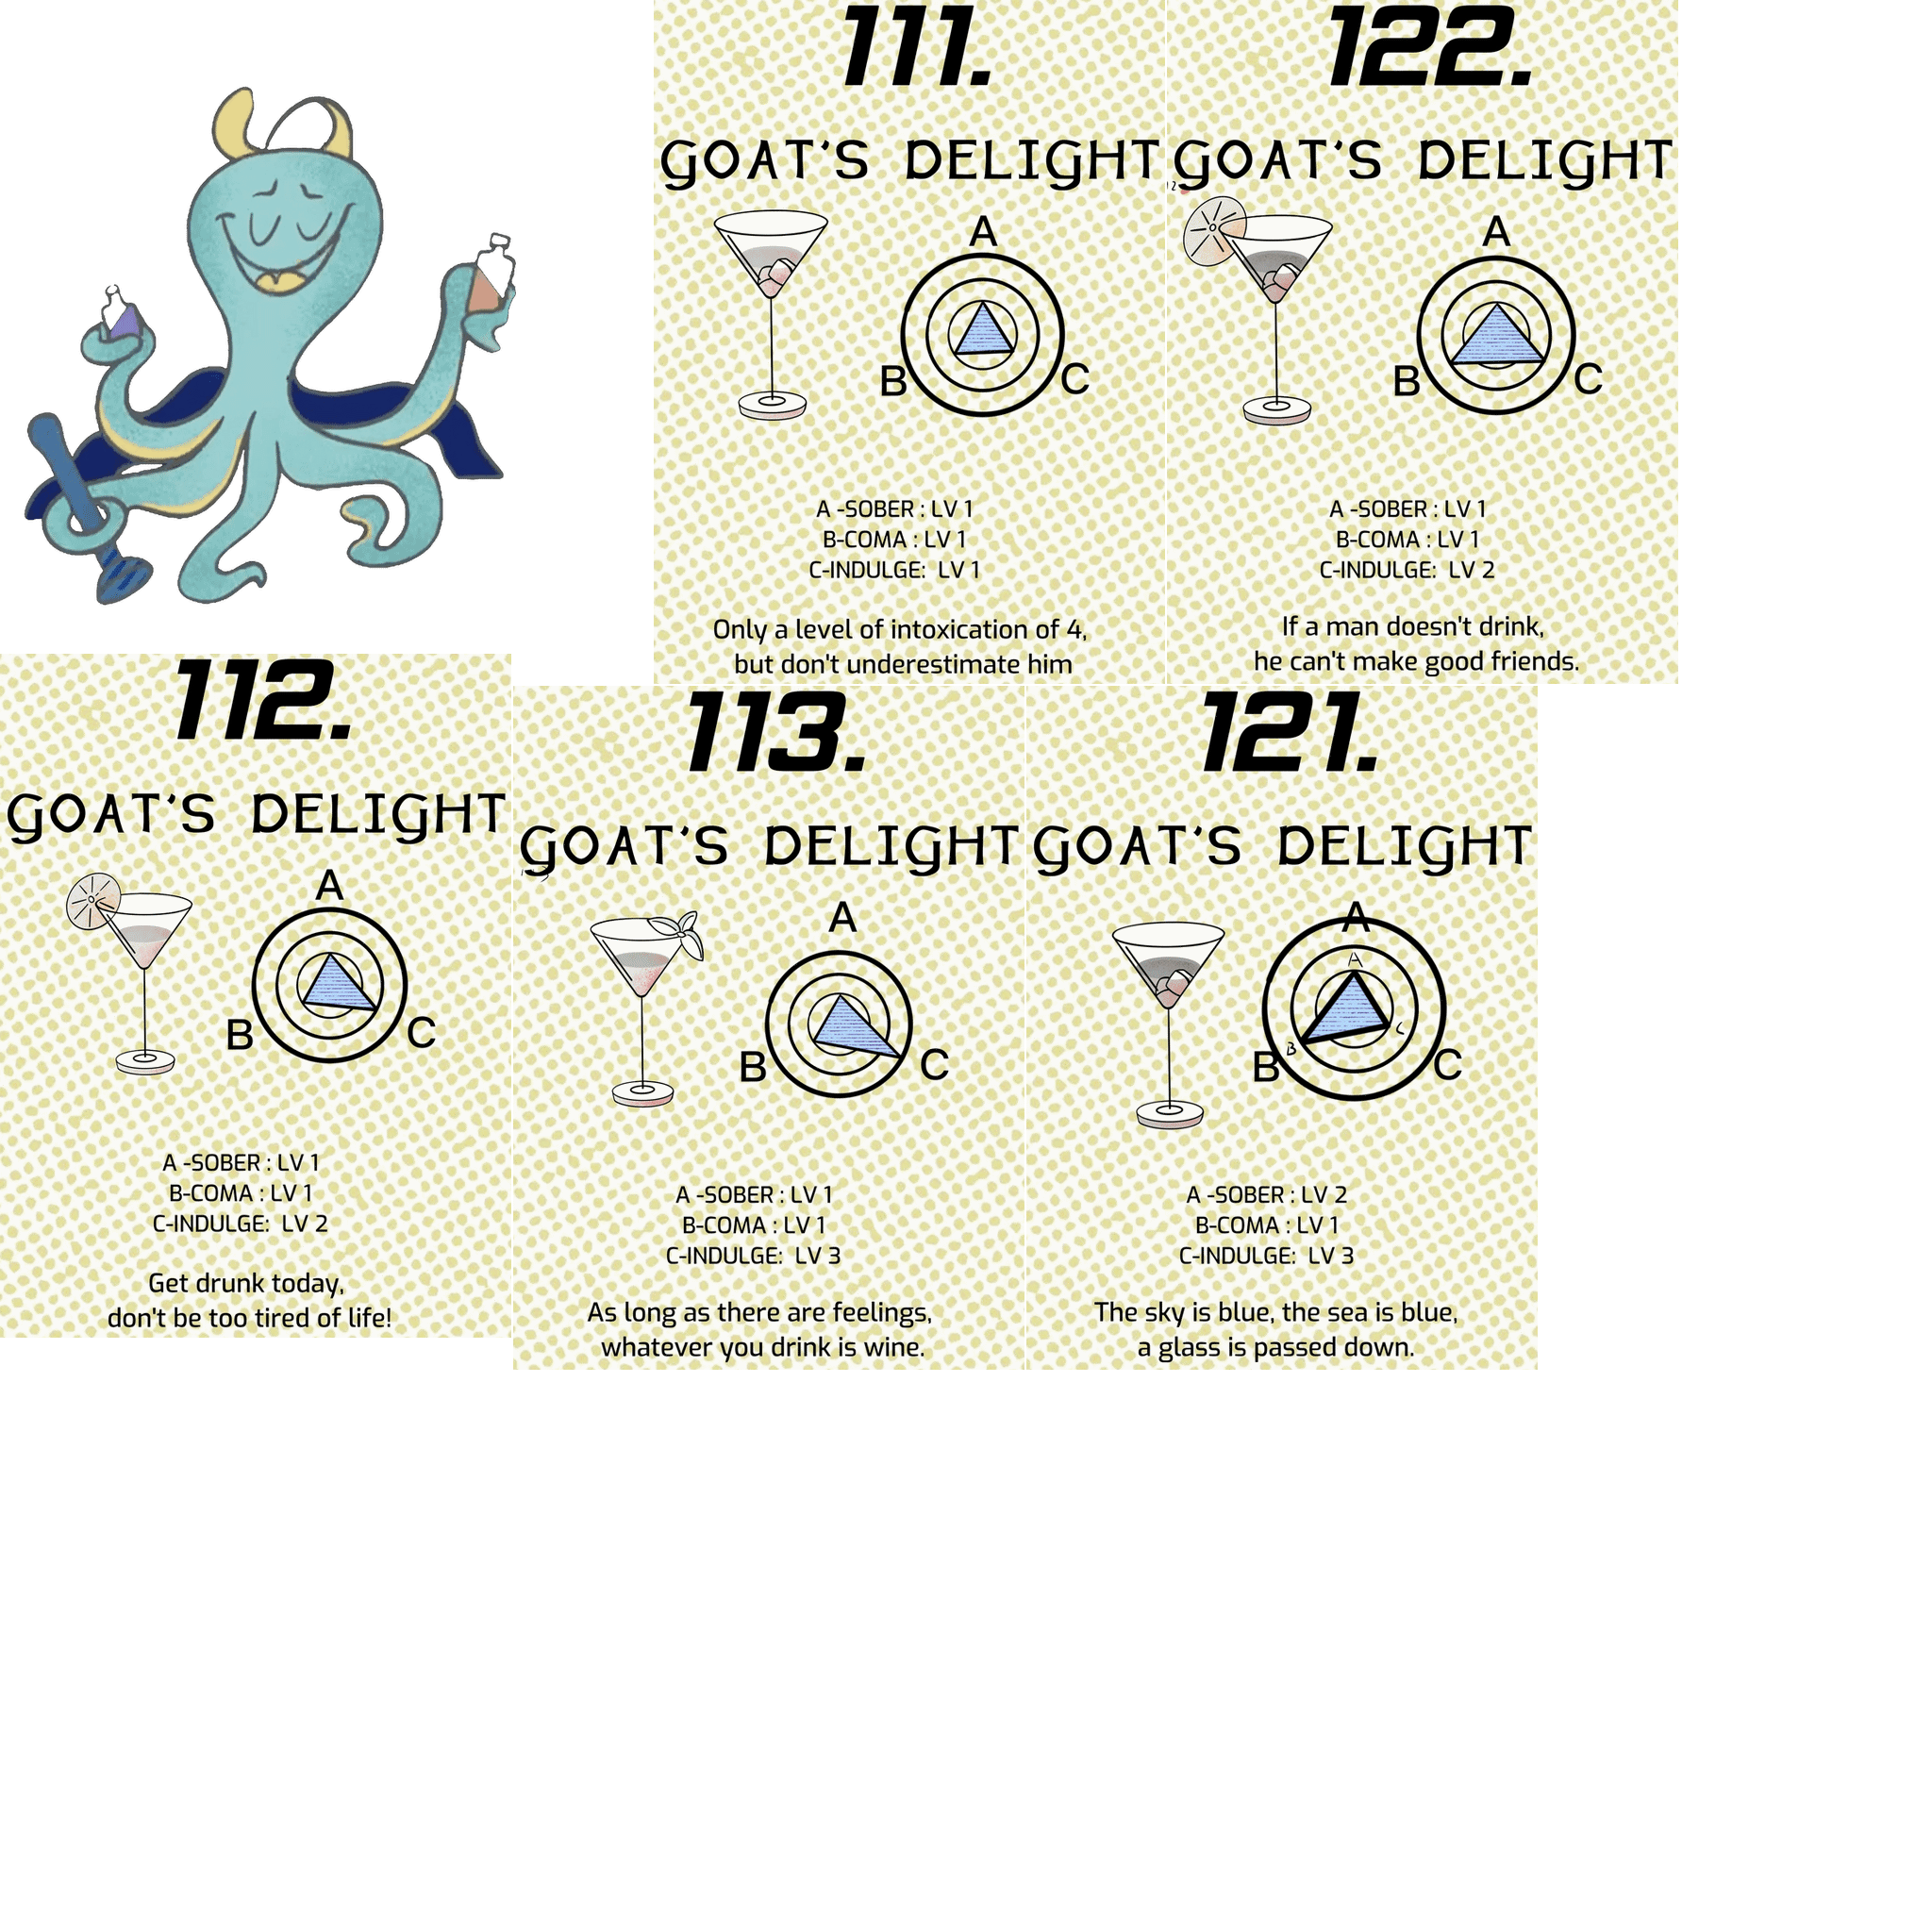 111.
GOAT'S DELIGHT
A
B
C
A -SOBER : LV 1
B-COMA : LV 1
C-INDULGE: LV 1
Only a level of intoxication of 4,
but don't underestimate him
122.
GOAT'S DELIGHT
A
B
C
A -SOBER : LV 1
B-COMA : LV 1
C-INDULGE: LV 2
If a man doesn't drink,
he can't make good friends.
112.
GOAT'S DELIGHT
A
B
C
A -SOBER : LV 1
B-COMA : LV 1
C-INDULGE: LV 2
Get drunk today,
don't be too tired of life!
113.
GOAT'S DELIGHT
A
B
C
A -SOBER : LV 1
B-COMA : LV 1
C-INDULGE: LV 3
As long as there are feelings,
whatever you drink is wine.
121.
GOAT'S DELIGHT
A
A
B
C
B
C
A -SOBER : LV 2
B-COMA : LV 1
C-INDULGE: LV 3
The sky is blue, the sea is blue,
a glass is passed down.